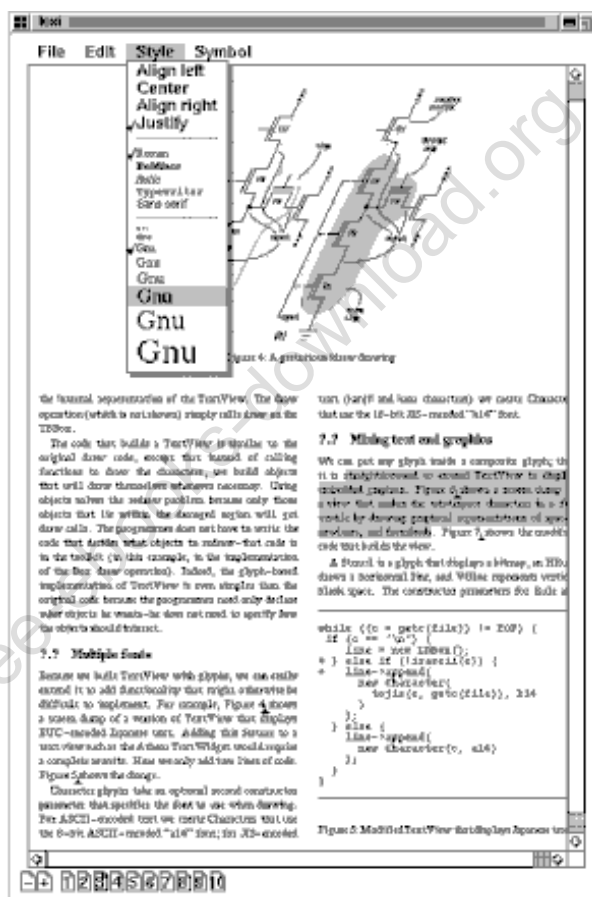 File Edit Style Symbol
Align left
Center
Align right
Justify
Roman
Boldface
Italic
Typewriter
Sans serif
Gnu
Gnu
Gnu
Gnu
Gnu
Gnu
Figure 4: A drawing
the internal representation of the TextView. The draw
operation (which is not shown) simply calls draw on the
TBBox.
The code that builds a TextView is similar to the
original draw code, except that instead of calling
functions to draw the characters, we build objects
that will draw themselves whenever necessary. Using
objects solves the redraw problem because only those
objects that lie within the damaged region will get
draw calls. The programmer does not have to write the
code that decides what objects to redraw-that code is
in the toolkit (in this example, in the implementation
of the Box draw operation). Indeed, the glyph-based
implementation of TextView is even simpler than the
original code because the programmer need only declare
what objects he wants-he does not need to specify how
the objects should interact.
Multiple fonts
Because we built TextView with glyphs, we can easily
extend it to add functionality that might otherwise be
difficult to implement. For example, Figure 4 shows
a screen dump of a version of TextView that displays
EUC-encoded Japanese text. Adding this feature to a
text view such as the Athena Text Widget would require
a complete rewrite. Here we only add two lines of code.
Figure 5 shows the change.
Character glyphs take an optional second constructor
parameter that specifies the font to use when drawing.
For ASCII-encoded text we create Characters that use
the 8-bit ASCII-encoded "a14" font; for JIS-encoded
text (kanji and kana characters) we create Characte
that use the 16-bit JIS-encoded "k14" font.
Mixing text and graphics
We can put any glyph inside a composite glyph; th
it is straightforward to extend TextView to displ
embedded graphics. Figure 6 shows a screen dump
a view that makes the whitespace characters in a f
visible by drawing graphical representations of spac
newlines, and formfeeds. Figure 7 shows the modifi
code that builds the view.
A Stencil is a glyph that displays a bitmap, an HRu
draws a horizontal line, and VGlue represents vertic
blank space. The constructor parameters for Rule a
while ((c = getc(file)) != EOF) {
if (c == '\n') {
line = new LRBox();
} else if (!isascii(c)) {
line->append(
new Character(
tojis(c, getc(file)), k14
)
);
} else {
line->append(
new Character(c, a14)
);
}
}
Figure 5: Modified TextView that displays Japanese tex
1 2 3 4 5 6 7 8 9 10